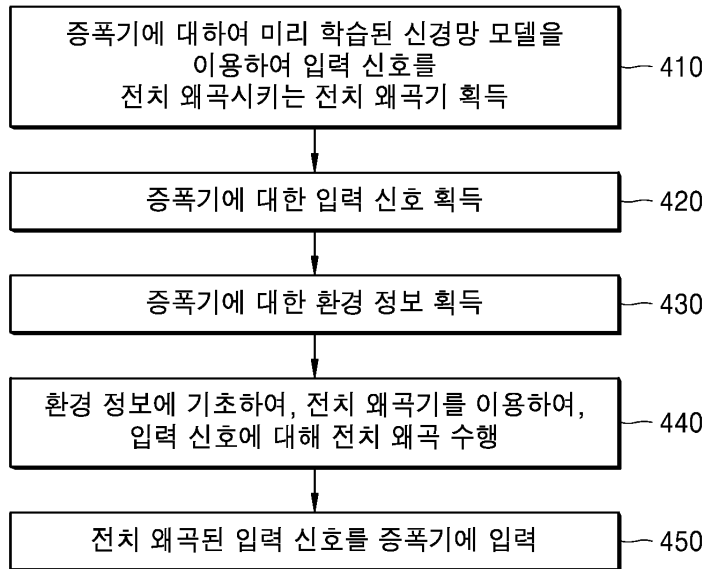 증폭기에 대하여 미리 학습된 신경망 모델을
이용하여 입력 신호를
전치 왜곡시키는 전치 왜곡기 획득
410
증폭기에 대한 입력 신호 획득
420
증폭기에 대한 환경 정보 획득
430
환경 정보에 기초하여, 전치 왜곡기를 이용하여,
입력 신호에 대해 전치 왜곡 수행
440
전치 왜곡된 입력 신호를 증폭기에 입력
450